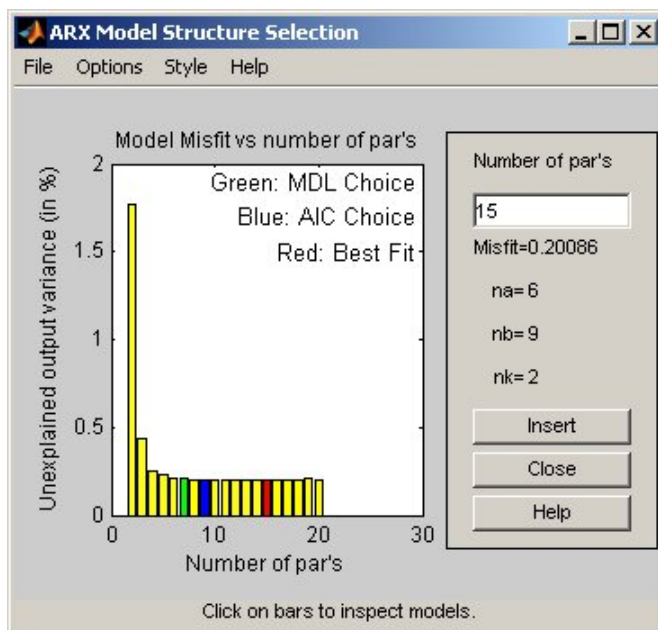 ARX Model Structure Selection
File Options Style Help
Model Misfit vs number of par's
Unexplained output variance (in %)
2
1.5
1
0.5
0
Green: MDL Choice
Blue: AIC Choice
Red: Best Fit
0 10 20 30
Number of par's
Number of par's
15
Misfit=0.20086
na= 6
nb= 9
nk= 2
Insert
Close
Help
Click on bars to inspect models.